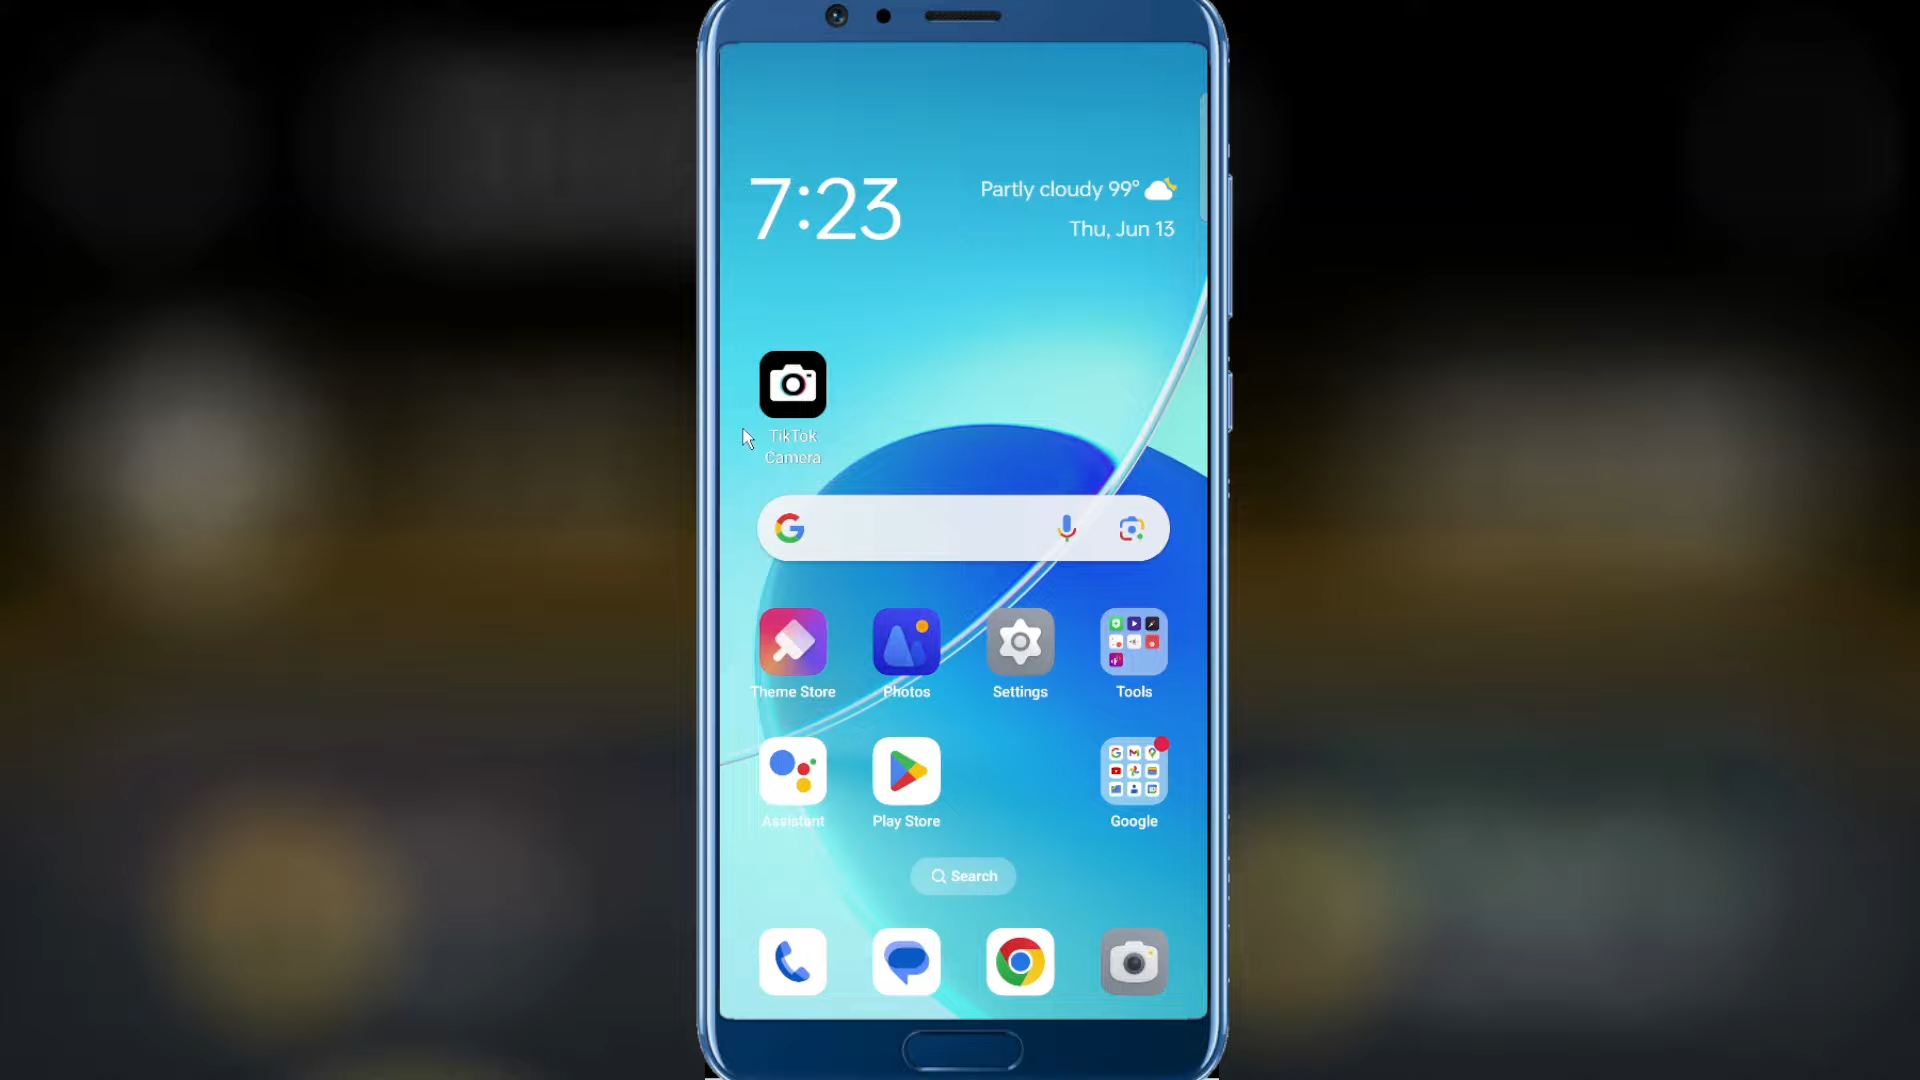 7:23
Partly cloudy 99°
Thu, Jun 13
TikTok
Camera
Theme Store
Photos
Settings
Tools
Assistant
Play Store
Google
Search